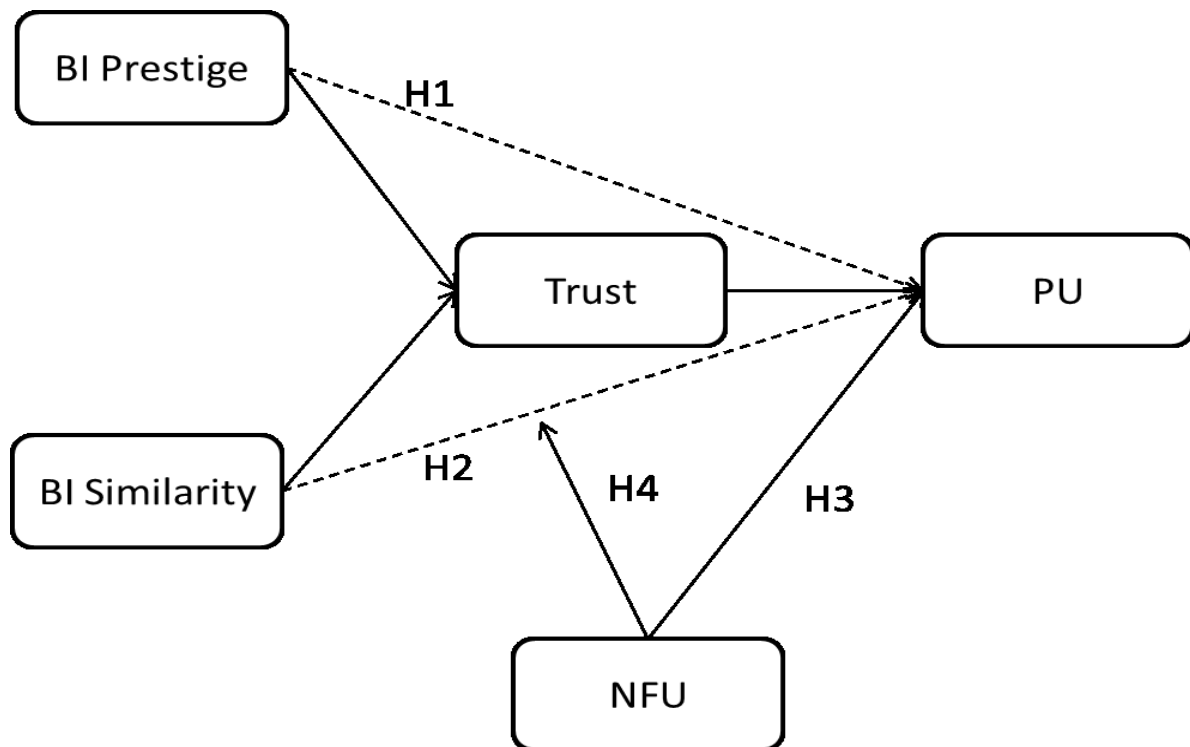 BI Prestige
H1
Trust
PU
BI Similarity
H2
H4
H3
NFU